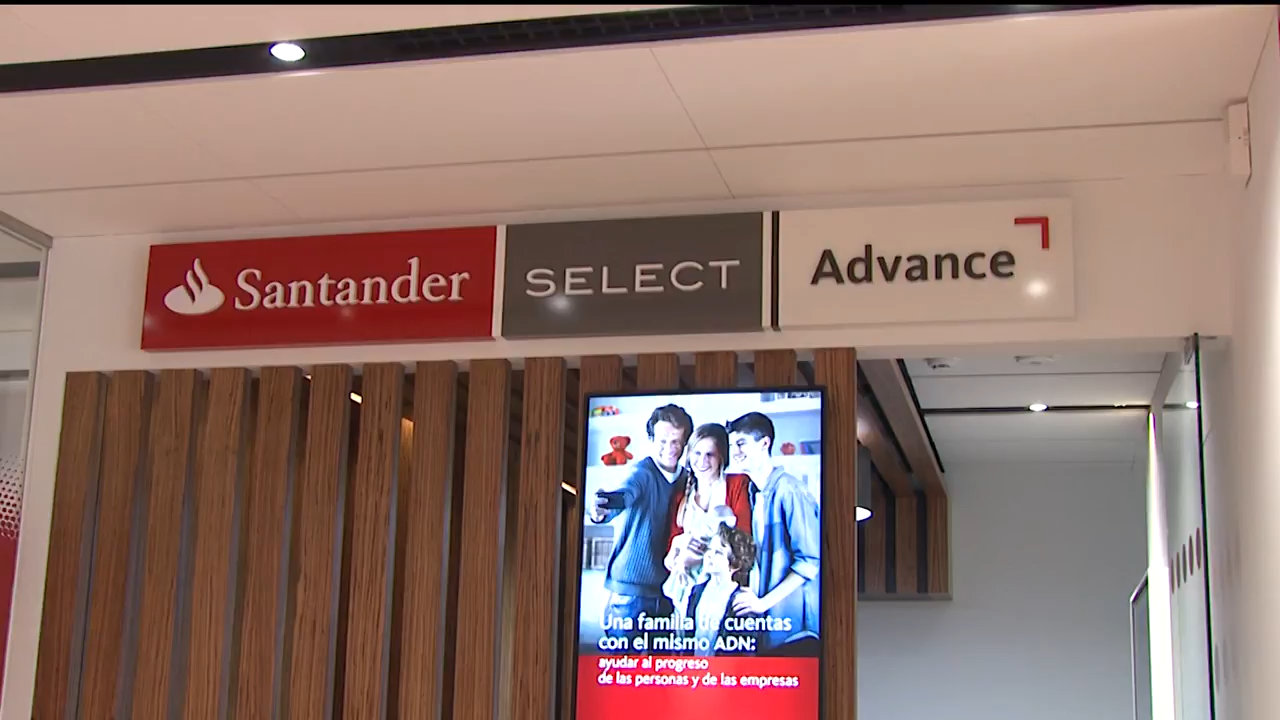 Santander SELECT Advance
Una familia de cuentas
con el mismo ADN:
ayudar al progreso
de las personas y de las empresas